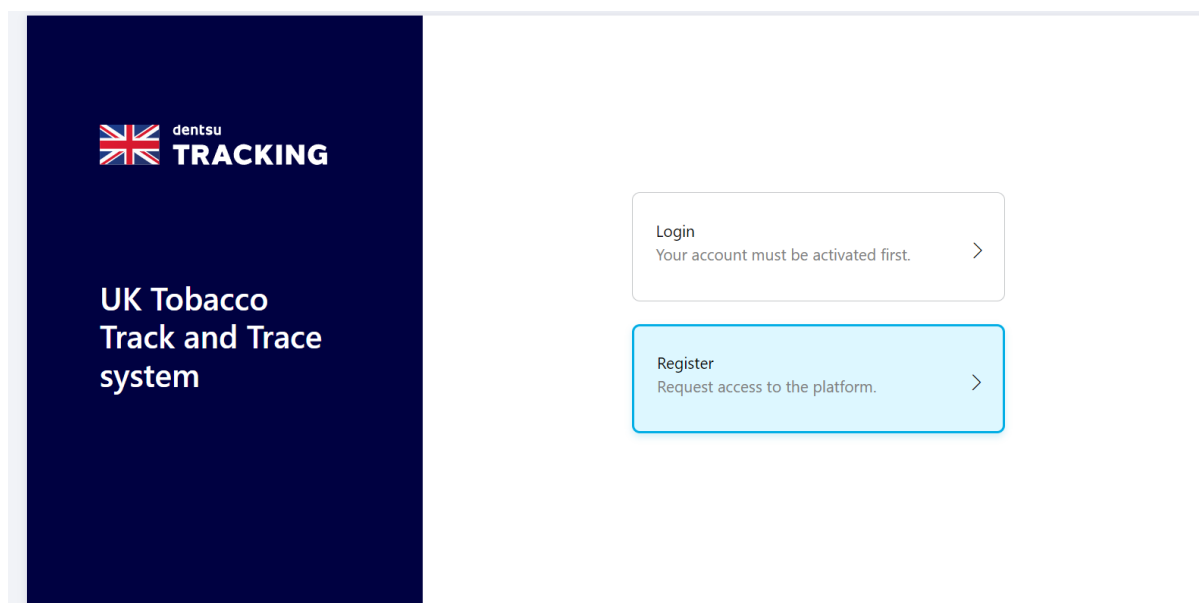 dentsu
TRACKING
UK Tobacco
Track and Trace
system
Login
Your account must be activated first.
Register
Request access to the platform.